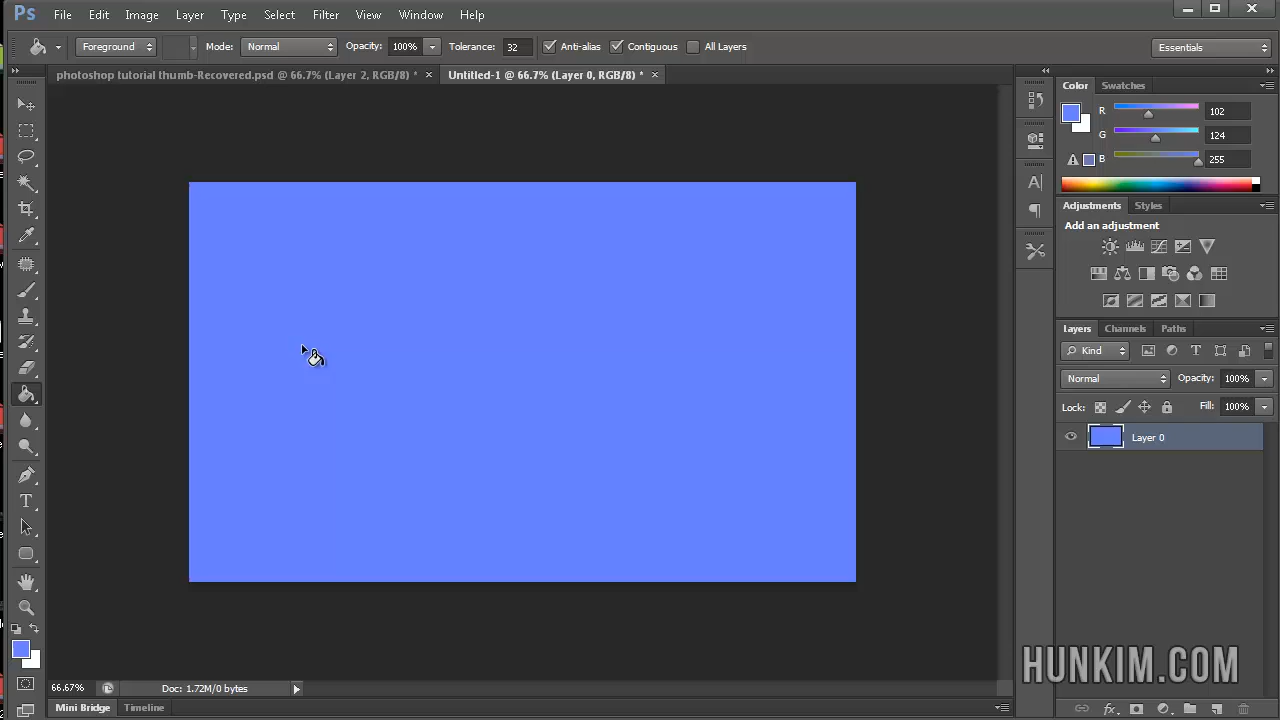 Ps File Edit Image Layer Type Select Filter View Window Help
Foreground Mode: Normal Opacity: 100% Tolerance: 32 Anti-alias Contiguous All Layers Essentials
photoshop tutorial thumb-Recovered.psd @ 66.7% (Layer 2, RGB/8) * Untitled-1 @ 66.7% (Layer 0, RGB/8) *
Color Swatches
R 102
G 124
B 255
Adjustments Styles
Add an adjustment
Layers Channels Paths
Kind
Normal Opacity: 100%
Lock: Fill: 100%
Layer 0
HUNKIM.COM
66.67% Doc: 1.72M/0 bytes
Mini Bridge Timeline